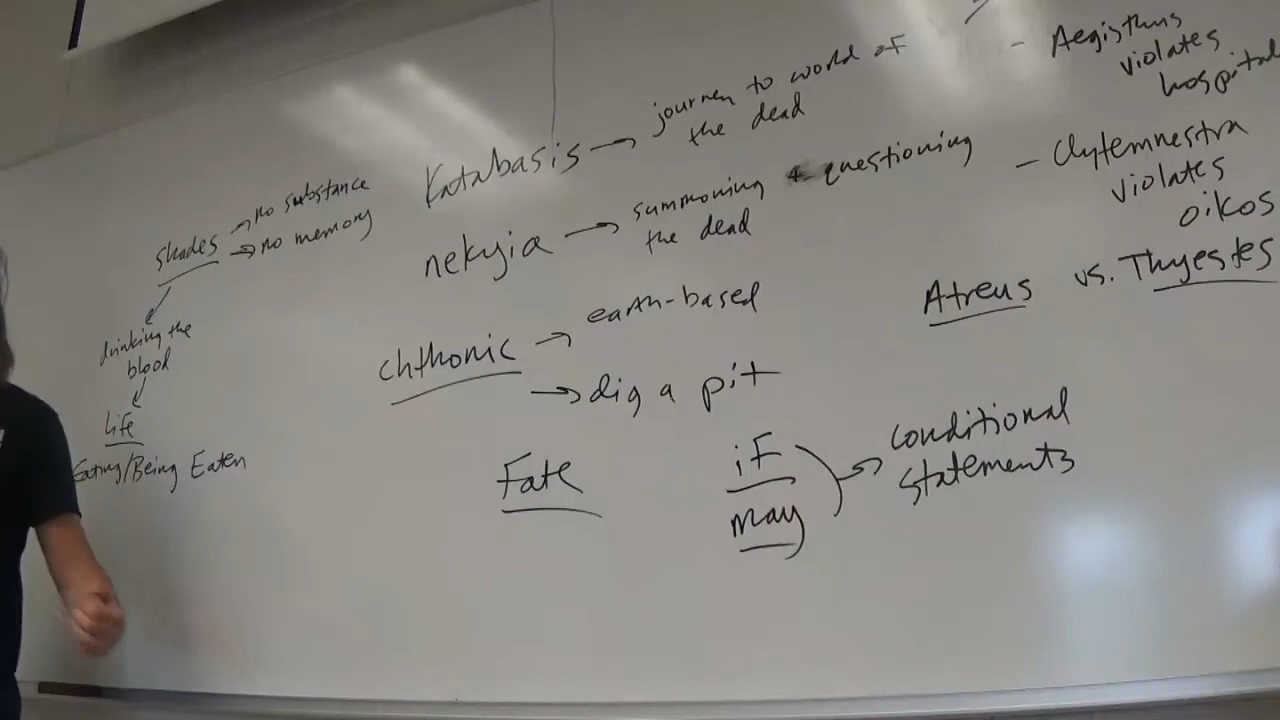 Katabasis → journey to world of
the dead
nekyia → summoning + questioning
the dead
chthonic → earth-based
→ dig a pit
Fate
if
may
conditional
statements
shades → no substance
→ no memory
drinking the
blood
Life
Eating/Being Eaten
- Aegisthus
violates
hospital
- Clytemnestra
violates
oikos
Atreus vs. Thyestes